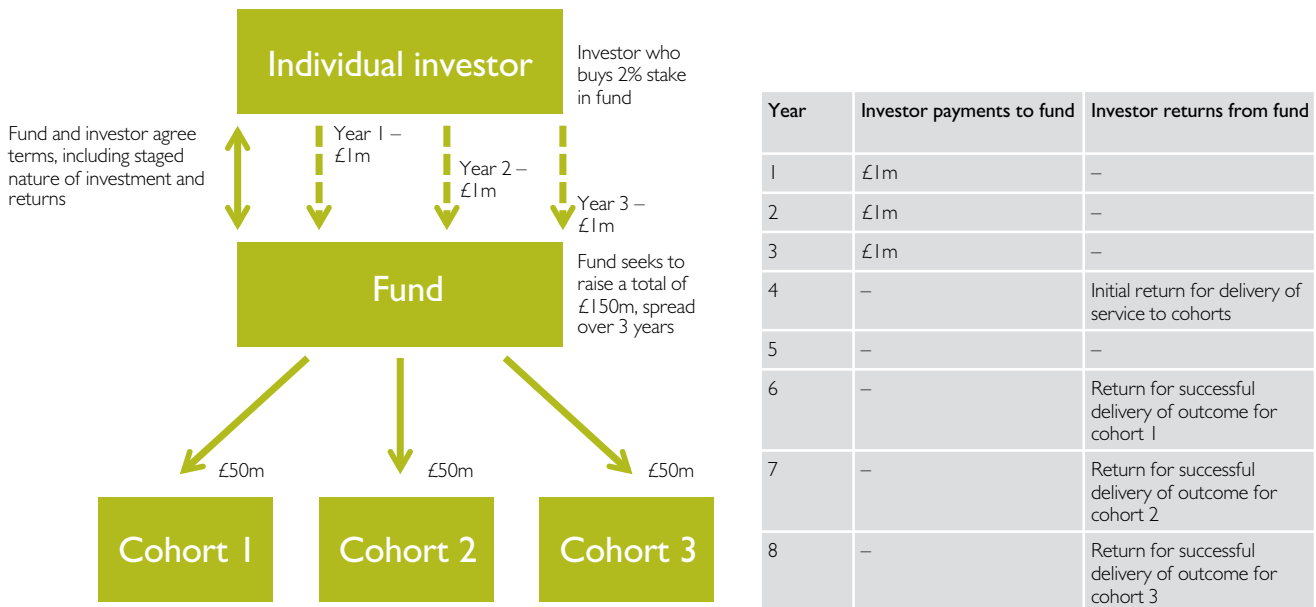 Individual investor
Investor who
buys 2% stake
in fund
Fund and investor agree
terms, including staged
nature of investment and
returns
Year 1 –
£1m
Year 2 –
£1m
Year 3 –
£1m
Fund
Fund seeks to
raise a total of
£150m, spread
over 3 years
£50m
£50m
£50m
Cohort 1
Cohort 2
Cohort 3
Year Investor payments to fund Investor returns from fund
1 £1m –
2 £1m –
3 £1m –
4 – Initial return for delivery of
service to cohorts
5 – –
6 – Return for successful
delivery of outcome for
cohort 1
7 – Return for successful
delivery of outcome for
cohort 2
8 – Return for successful
delivery of outcome for
cohort 3